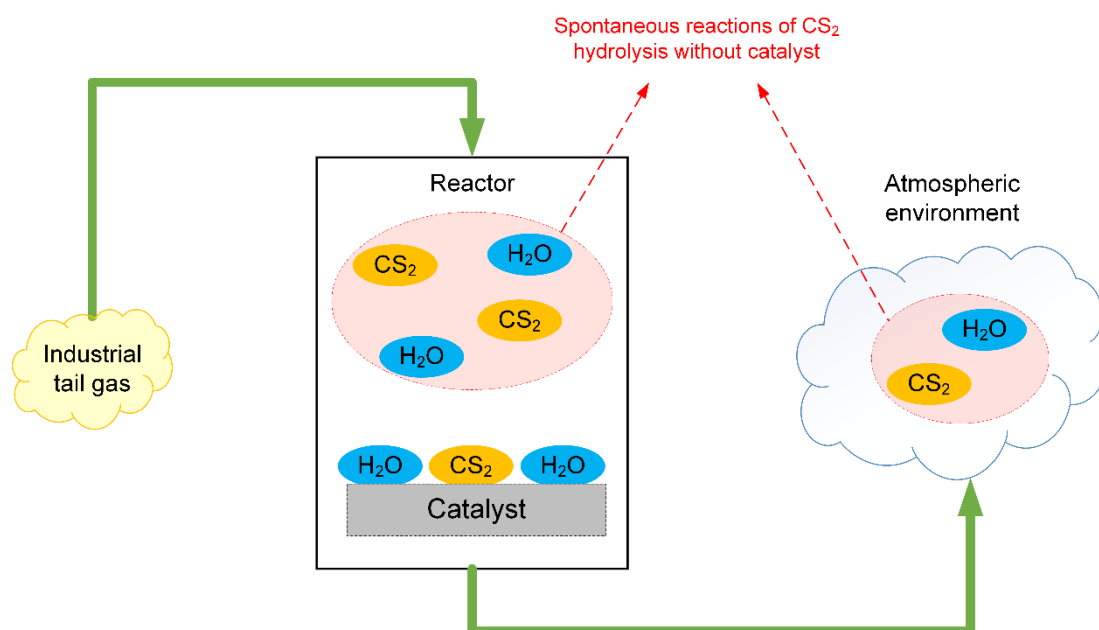 Spontaneous reactions of CS₂
hydrolysis without catalyst
Reactor
Atmospheric
environment
H₂O
CS₂
CS₂
H₂O
H₂O
CS₂
Industrial
tail gas
H₂O
CS₂
H₂O
Catalyst